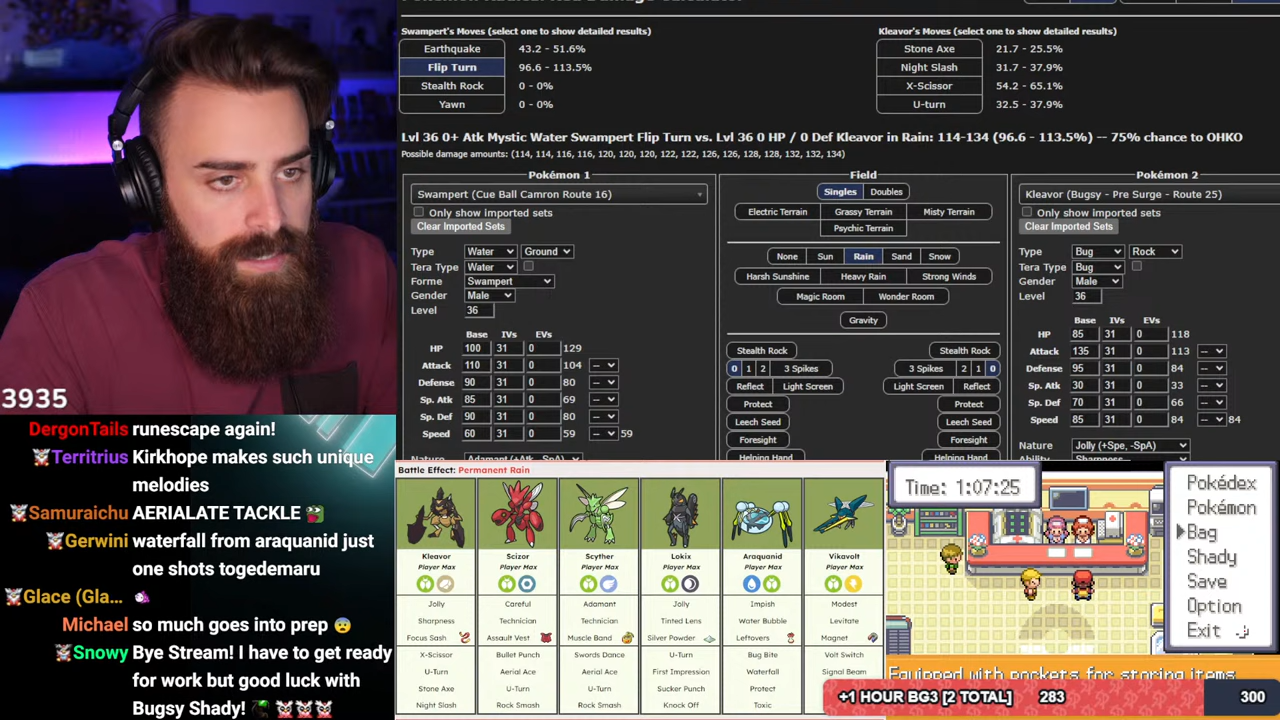 Swampert's Moves (select one to show detailed results)
Earthquake 43.2 - 51.6%
Flip Turn 96.6 - 113.5%
Stealth Rock 0 - 0%
Yawn 0 - 0%
Kleavor's Moves (select one to show detailed results)
Stone Axe 21.7 - 25.5%
Night Slash 31.7 - 37.9%
X-Scissor 54.2 - 65.1%
U-turn 32.5 - 37.9%
Lvl 36 0+ Atk Mystic Water Swampert Flip Turn vs. Lvl 36 0 HP / 0 Def Kleavor in Rain: 114-134 (96.6 - 113.5%) -- 75% chance to OHKO
Possible damage amounts: (114, 114, 116, 116, 120, 120, 120, 122, 122, 126, 126, 128, 128, 132, 132, 134)
Pokémon 1
Swampert (Cue Ball Camron Route 16)
Only show imported sets
Clear Imported Sets
Type Water Ground
Tera Type Water
Forme Swampert
Gender Male
Level 36
Base IVs EVs
HP 100 31 0 129
Attack 110 31 0 104 --
Defense 90 31 0 80 --
Sp. Atk 85 31 0 69 --
Sp. Def 90 31 0 80 --
Speed 60 31 0 59 -- 59
Nature Adamant (+Atk, -SpA)
Field
Singles Doubles
Electric Terrain Grassy Terrain Misty Terrain
Psychic Terrain
None Sun Rain Sand Snow
Harsh Sunshine Heavy Rain Strong Winds
Magic Room Wonder Room
Gravity
Stealth Rock Stealth Rock
0 1 2 3 Spikes 3 Spikes 2 1 0
Reflect Light Screen Light Screen Reflect
Protect Protect
Leech Seed Leech Seed
Foresight Foresight
Helping Hand Helping Hand
Pokémon 2
Kleavor (Bugsy - Pre Surge - Route 25)
Only show imported sets
Clear Imported Sets
Type Bug Rock
Tera Type Bug
Gender Male
Level 36
Base IVs EVs
HP 85 31 0 118
Attack 135 31 0 113 --
Defense 95 31 0 84 --
Sp. Atk 30 31 0 33 --
Sp. Def 70 31 0 66 --
Speed 85 31 0 84 -- 84
Nature Jolly (+Spe, -SpA)
Ability Sharpness
3935
DergonTails runescape again!
Territrius Kirkhope makes such unique
melodies
Samuraichu AERIALATE TACKLE
Gerwini waterfall from araquanid just
one shots togedemaru
Glace (Gla...
Michael so much goes into prep
Snowy Bye Stream! I have to get ready
for work but good luck with
Bugsy Shady!
Battle Effect: Permanent Rain
Kleavor Scizor Scyther Lokix Araquanid Vikavolt
Player Max Player Max Player Max Player Max Player Max Player Max
Jolly Careful Adamant Jolly Impish Modest
Sharpness Technician Technician Tinted Lens Water Bubble Levitate
Focus Sash Assault Vest Muscle Band Silver Powder Leftovers Magnet
X-Scissor Bullet Punch Swords Dance U-Turn Bug Bite Volt Switch
U-Turn Aerial Ace Aerial Ace First Impression Waterfall Signal Beam
Stone Axe U-Turn U-Turn Sucker Punch Protect
Night Slash Rock Smash Rock Smash Knock Off Toxic
Time: 1:07:25
Pokédex
Pokémon
Bag
Shady
Save
Option
Exit
Equipped with pockets for storing items
+1 HOUR BG3 [2 TOTAL] 283 300